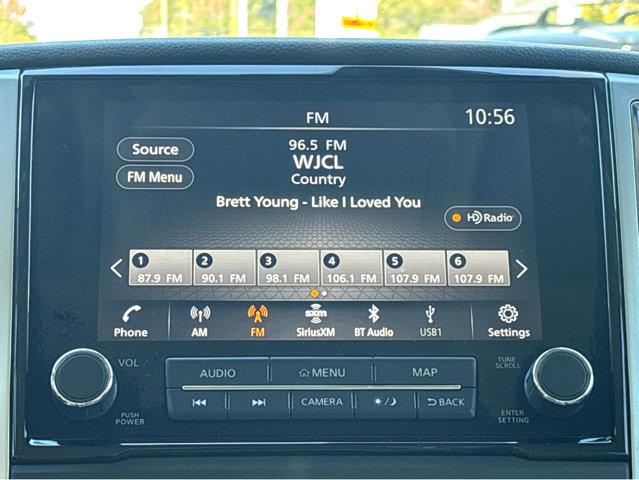 FM
10:56
96.5 FM
WJCL
Country
Brett Young - Like I Loved You
Source
FM Menu
HD Radio
1 2 3 4 5 6
87.9 FM 90.1 FM 98.1 FM 106.1 FM 107.9 FM 107.9 FM
sxm
Phone AM FM SiriusXM BT Audio USB1 Settings
VOL
AUDIO MENU MAP
TUNE
SCROLL
CAMERA BACK
PUSH
POWER
ENTER
SETTING